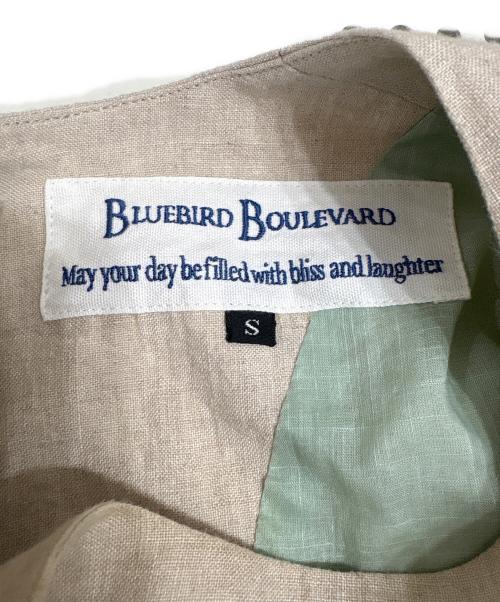 BLUEBIRD BOULEVARD
May your day be filled with bliss and laughter
S